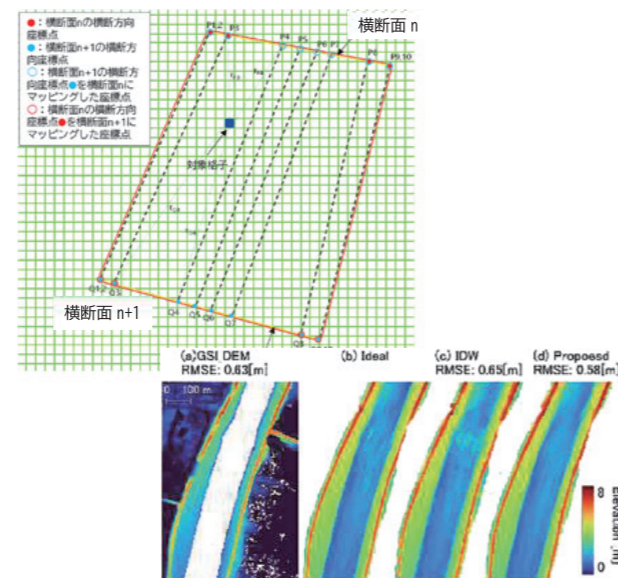 ●：横断面nの横断方向
座標点
●：横断面n+1の横断方
向座標点
○：横断面n+1の横断方
向座標点●を横断面nに
マッピングした座標点
○：横断面nの横断方向
座標点●を横断面n+1に
マッピングした座標点
横断面 n
P1,2 P3 P4 P5 P6 P7 P8 P9,10
対象格子
Q1,2 Q3 Q4 Q5 Q6 Q7 Q8
横断面 n+1
(a)GSI_DEM (b) Ideal (c) IDW (d) Propoesd
RMSE: 0.63[m] RMSE: 0.65[m] RMSE: 0.58[m]
0 100 m
8
Elevation [m]
0